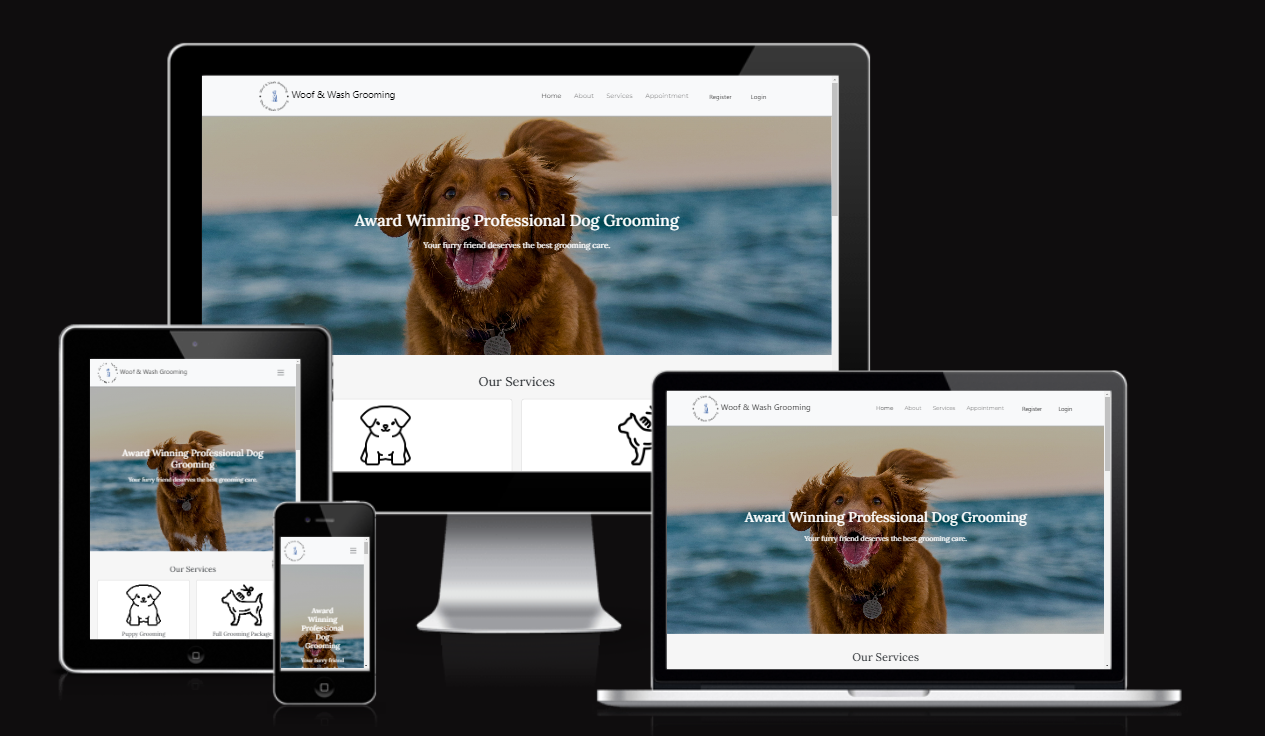 Woof & Wash Grooming
Home About Services Appointment Register Login
Award Winning Professional Dog Grooming
Your furry friend deserves the best grooming care.
Our Services
Woof & Wash Grooming
Award Winning Professional Dog
Grooming
Your furry friend deserves the best grooming care.
Our Services
Puppy Grooming
Full Grooming Package
Award
Winning
Professional
Dog
Grooming
Your furry friend
Woof & Wash Grooming
Home About Services Appointment Register Login
Award Winning Professional Dog Grooming
Your furry friend deserves the best grooming care.
Our Services